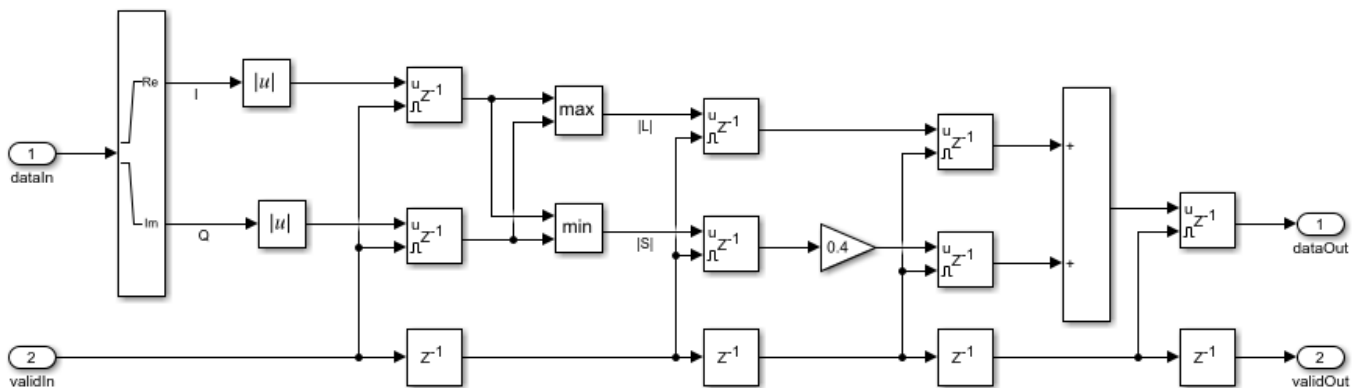 Re
I
|u|
u
Z⁻¹
max
|L|
u
Z⁻¹
u
Z⁻¹
+
1
dataIn
Im
Q
|u|
u
Z⁻¹
min
|S|
u
Z⁻¹
0.4
u
Z⁻¹
+
u
Z⁻¹
1
dataOut
2
validIn
Z⁻¹
Z⁻¹
Z⁻¹
Z⁻¹
2
validOut